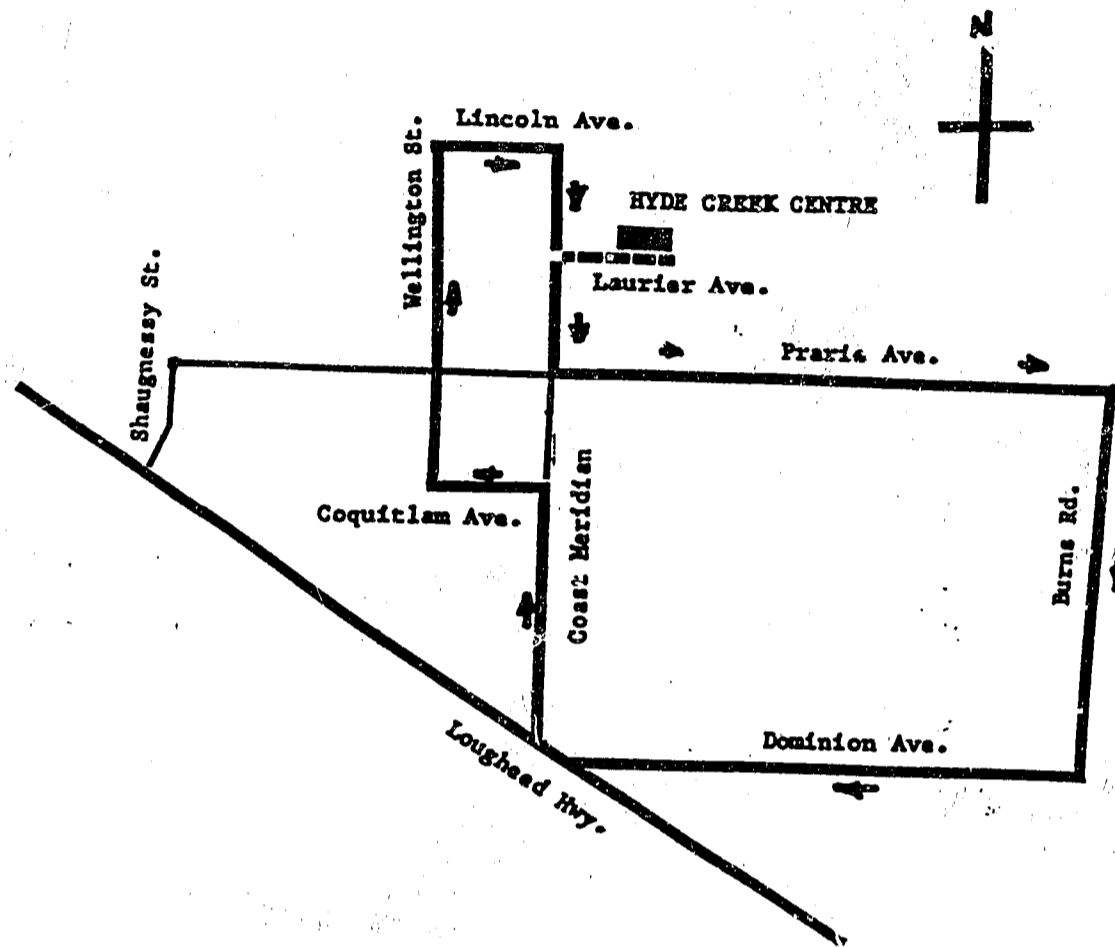 N
Lincoln Ave.
Wellington St.
HYDE CREEK CENTRE
Laurier Ave.
Shaugnessy St.
Praria Ave.
Coquitlam Ave.
Coast Meridian
Burns Rd.
Dominion Ave.
Loughead Hwy.